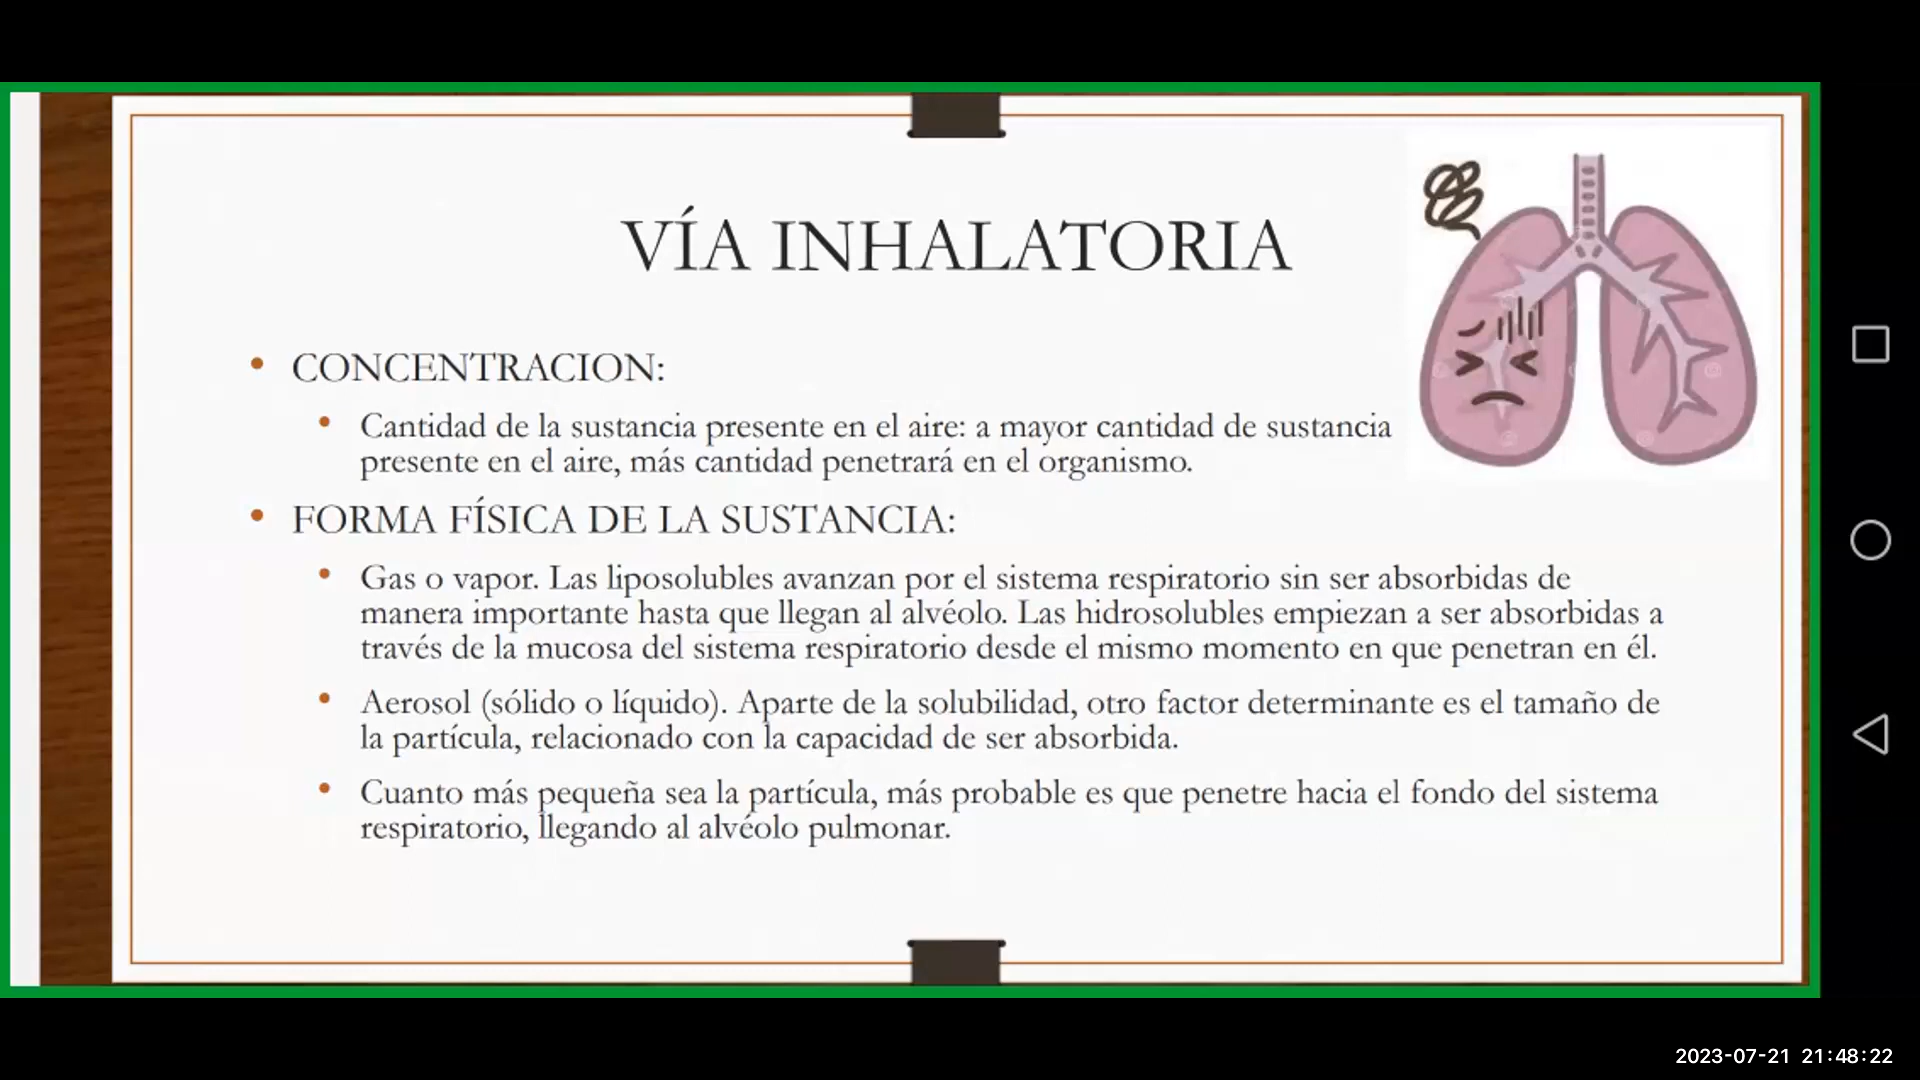 VÍA INHALATORIA
• CONCENTRACION:
• Cantidad de la sustancia presente en el aire: a mayor cantidad de sustancia
presente en el aire, más cantidad penetrará en el organismo.
• FORMA FÍSICA DE LA SUSTANCIA:
• Gas o vapor. Las liposolubles avanzan por el sistema respiratorio sin ser absorbidas de
manera importante hasta que llegan al alvéolo. Las hidrosolubles empiezan a ser absorbidas a
través de la mucosa del sistema respiratorio desde el mismo momento en que penetran en él.
• Aerosol (sólido o líquido). Aparte de la solubilidad, otro factor determinante es el tamaño de
la partícula, relacionado con la capacidad de ser absorbida.
• Cuanto más pequeña sea la partícula, más probable es que penetre hacia el fondo del sistema
respiratorio, llegando al alvéolo pulmonar.
2023-07-21 21:48:22